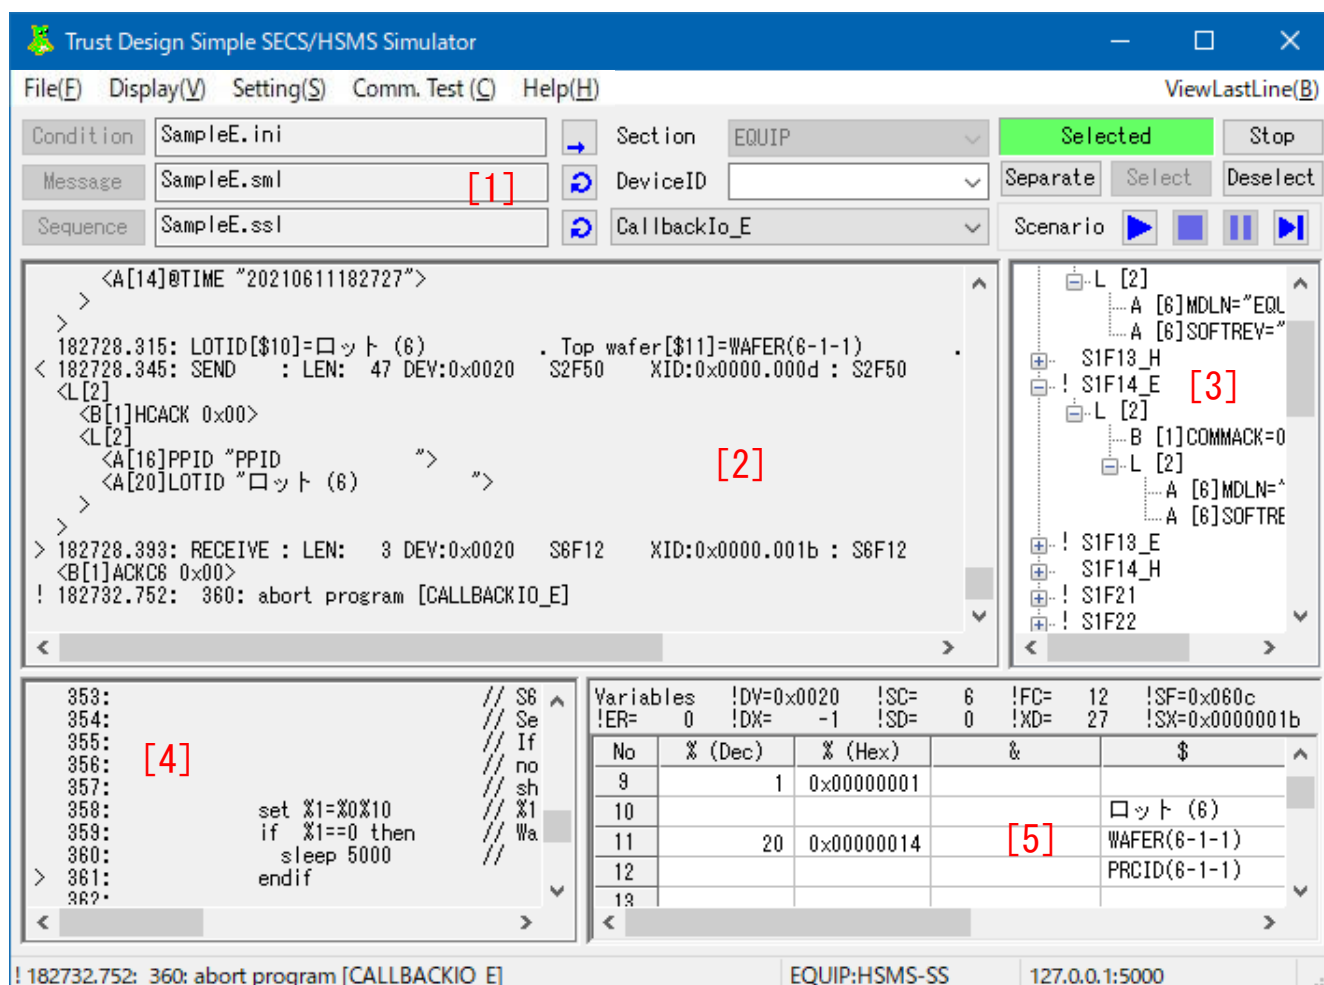 Trust Design Simple SECS/HSMS Simulator
File(F) Display(V) Setting(S) Comm. Test (C) Help(H) ViewLastLine(B)
Condition SampleE.ini → Section EQUIP Selected Stop
Message SampleE.sml [1] DeviceID Separate Select Deselect
Sequence SampleE.ssl CallbackIo_E Scenario
<A[14]@TIME "20210611182727">
>
>
182728.315: LOTID[$10]=ロット (6) . Top wafer[$11]=WAFER(6-1-1) .
< 182728.345: SEND : LEN: 47 DEV:0x0020 S2F50 XID:0x0000.000d : S2F50
<L[2]
<B[1]HCACK 0x00>
<L[2]
<A[16]PPID "PPID ">
<A[20]LOTID "ロット (6) ">
>
>
> 182728.393: RECEIVE : LEN: 3 DEV:0x0020 S6F12 XID:0x0000.001b : S6F12
<B[1]ACKC6 0x00>
! 182732.752: 360: abort program [CALLBACKIO_E]
[2]
L [2]
A [6]MDLN="EQU
A [6]SOFTREV="
S1F13_H
! S1F14_E
[3]
L [2]
B [1]COMMACK=0
L [2]
A [6]MDLN="
A [6]SOFTRE
! S1F13_E
S1F14_H
! S1F21
! S1F22
353: // S6
354: // Se
355: // If
356: // no
357: // sh
358: set %1=%0%10 // %1
359: if %1==0 then // Wa
360: sleep 5000 //
> 361: endif
362:
[4]
Variables !DV=0x0020 !SC= 6 !FC= 12 !SF=0x060c
!ER= 0 !DX= -1 !SD= 0 !XD= 27 !SX=0x0000001b
No % (Dec) % (Hex) & $
9 1 0x00000001
10 ロット (6)
11 20 0x00000014 WAFER(6-1-1)
12 PRCID(6-1-1)
13
[5]
! 182732.752: 360: abort program [CALLBACKIO_E] EQUIP:HSMS-SS 127.0.0.1:5000